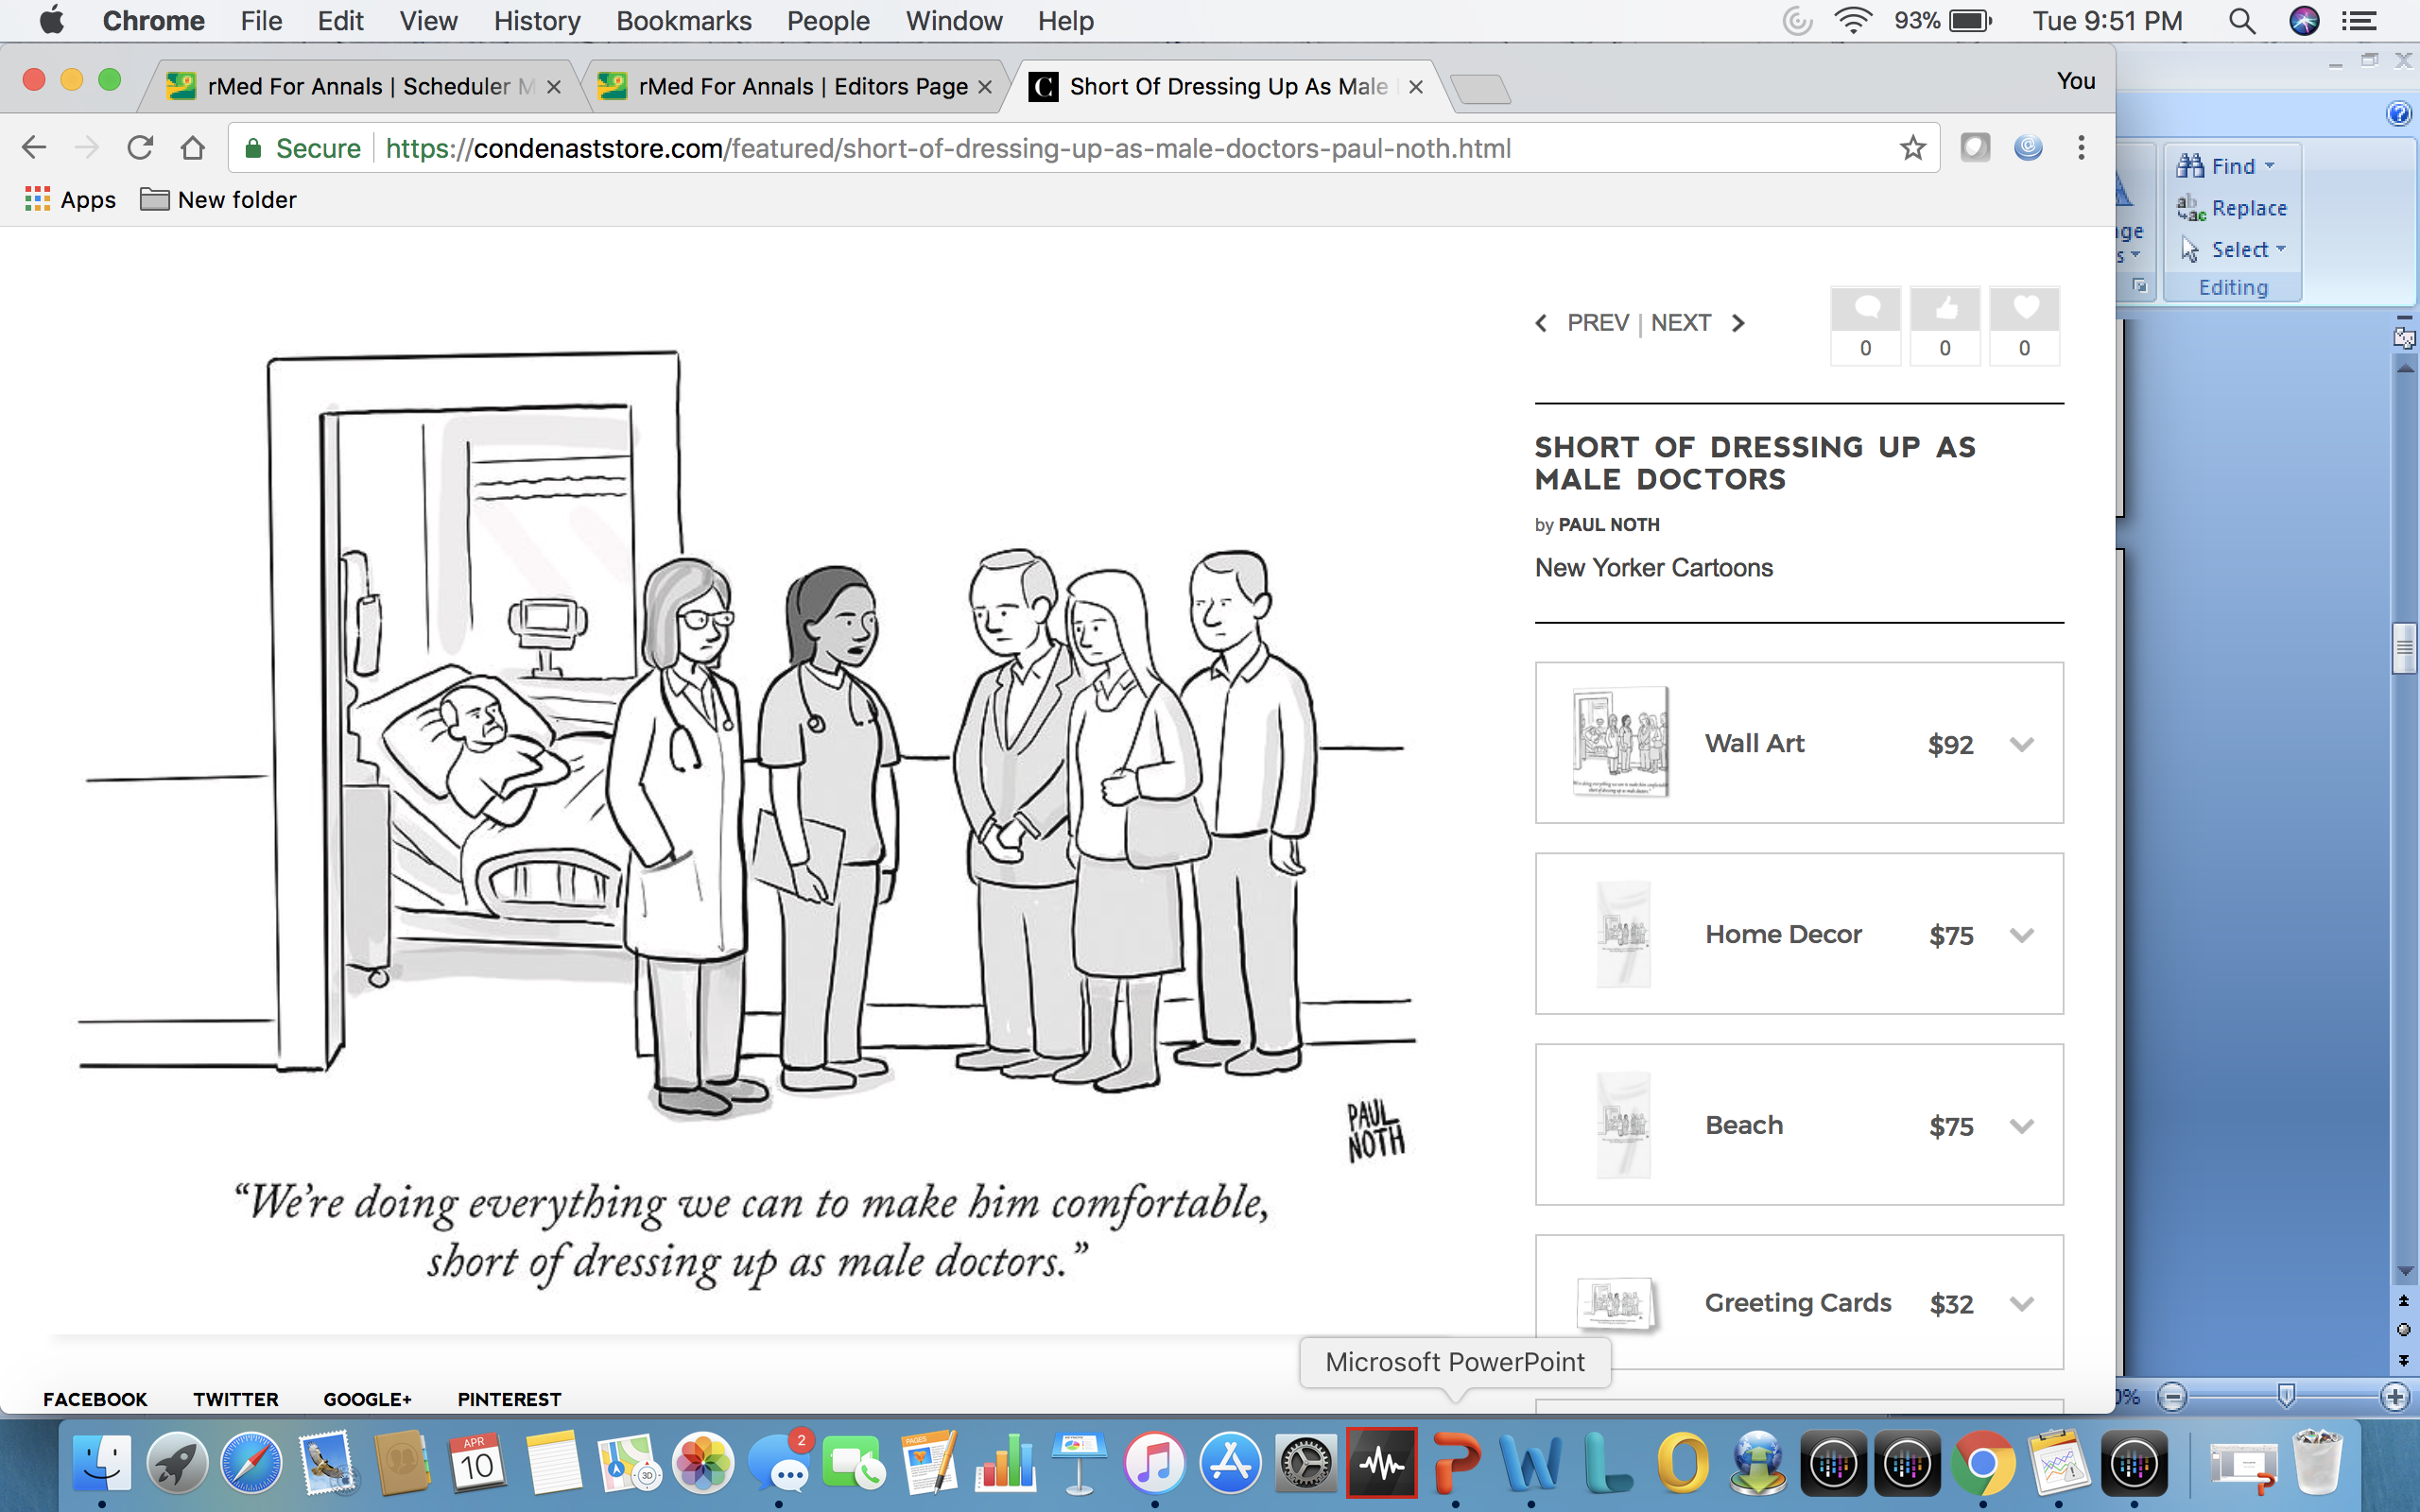 Chrome File Edit View History Bookmarks People Window Help 93% Tue 9:51 PM
rMed For Annals | Scheduler M
rMed For Annals | Editors Page
C Short Of Dressing Up As Male
You
Secure https://condenaststore.com/featured/short-of-dressing-up-as-male-doctors-paul-noth.html
Apps New folder
Find
Replace
Select
Editing
PREV | NEXT
0 0 0
SHORT OF DRESSING UP AS
MALE DOCTORS
by PAUL NOTH
New Yorker Cartoons
Wall Art $92
Home Decor $75
Beach $75
Greeting Cards $32
PAUL
NOTH
“We’re doing everything we can to make him comfortable,
short of dressing up as male doctors.”
Microsoft PowerPoint
FACEBOOK TWITTER GOOGLE+ PINTEREST
0%
2
APR
10
PAGES
3D